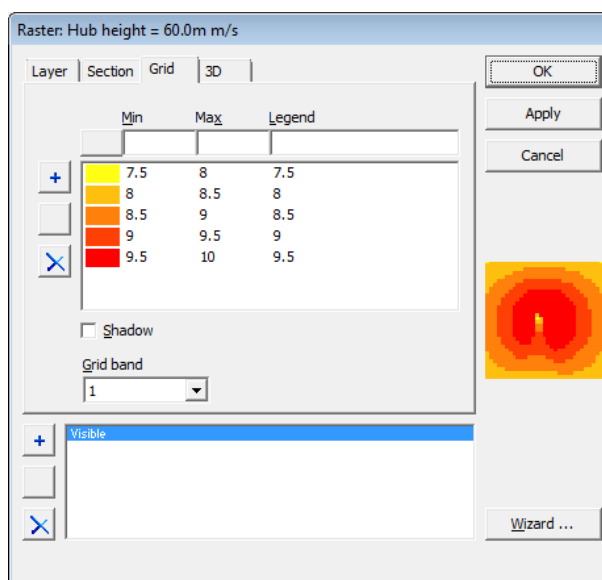 Raster: Hub height = 60.0m m/s
Layer Section Grid 3D
OK
Apply
Cancel
Min Max Legend
7.5 8 7.5
8 8.5 8
8.5 9 8.5
9 9.5 9
9.5 10 9.5
Shadow
Grid band
1
Visible
Wizard ...